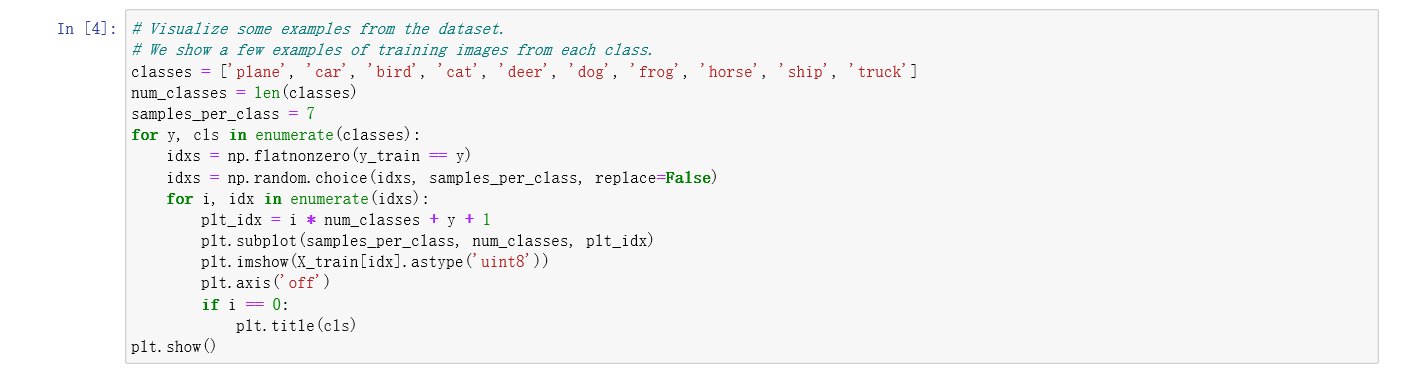 In [4]: # Visualize some examples from the dataset.
# We show a few examples of training images from each class.
classes = ['plane', 'car', 'bird', 'cat', 'deer', 'dog', 'frog', 'horse', 'ship', 'truck']
num_classes = len(classes)
samples_per_class = 7
for y, cls in enumerate(classes):
    idxs = np.flatnonzero(y_train == y)
    idxs = np.random.choice(idxs, samples_per_class, replace=False)
    for i, idx in enumerate(idxs):
        plt_idx = i * num_classes + y + 1
        plt.subplot(samples_per_class, num_classes, plt_idx)
        plt.imshow(X_train[idx].astype('uint8'))
        plt.axis('off')
        if i == 0:
            plt.title(cls)
plt.show()